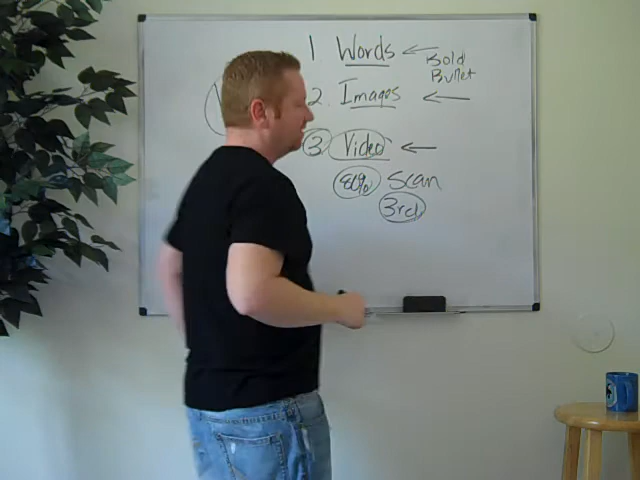 1 Words ← Bold
Bullet
2. Images ←
3 Video ←
80% Scan
3rd